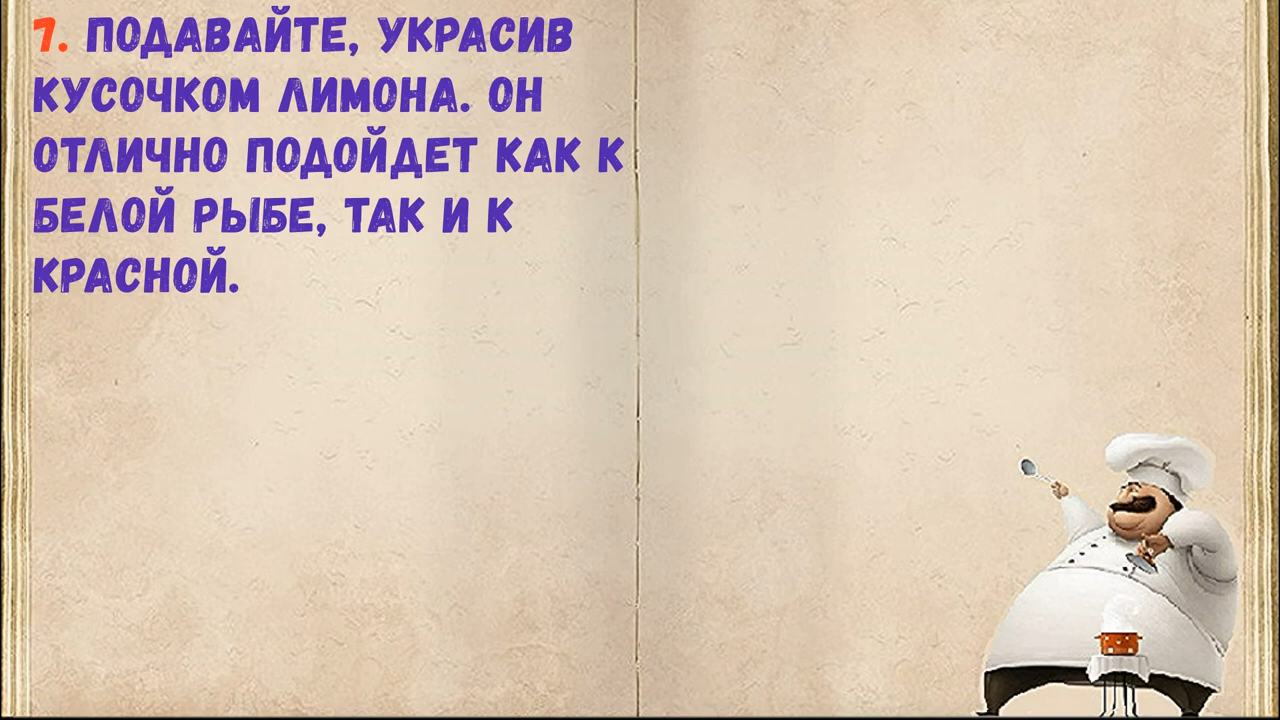 7. ПОДАВАЙТЕ, УКРАСИВ
КУСОЧКОМ ЛИМОНА. ОН
ОТЛИЧНО ПОДОЙДЕТ КАК К
БЕЛОЙ РЫБЕ, ТАК И К
КРАСНОЙ.